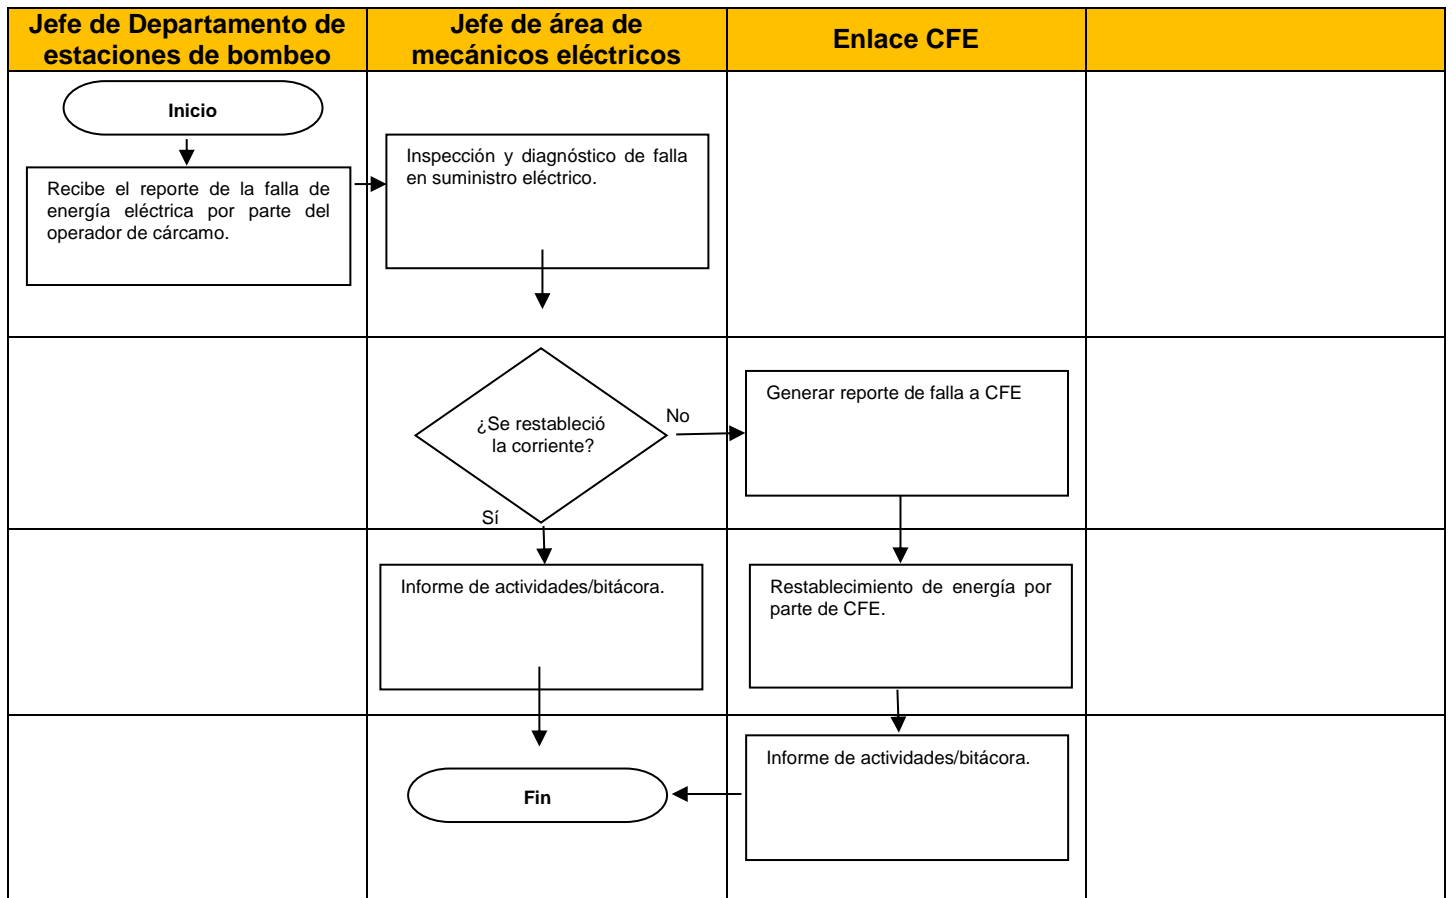 Jefe de Departamento de
estaciones de bombeo
Jefe de área de
mecánicos eléctricos
Enlace CFE
Inicio
Recibe el reporte de la falla de
energía eléctrica por parte del
operador de cárcamo.
Inspección y diagnóstico de falla
en suministro eléctrico.
¿Se restableció
la corriente?
No
Generar reporte de falla a CFE
Sí
Informe de actividades/bitácora.
Restablecimiento de energía por
parte de CFE.
Informe de actividades/bitácora.
Fin